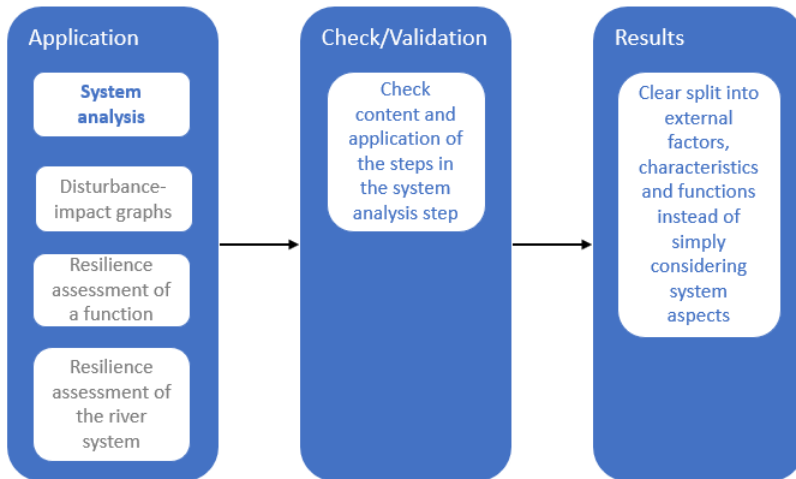 Application
System
analysis
Disturbance-
impact graphs
Resilience
assessment of
a function
Resilience
assessment of
the river
system
Check/Validation
Check
content and
application of
the steps in
the system
analysis step
Results
Clear split into
external
factors,
characteristics
and functions
instead of
simply
considering
system
aspects